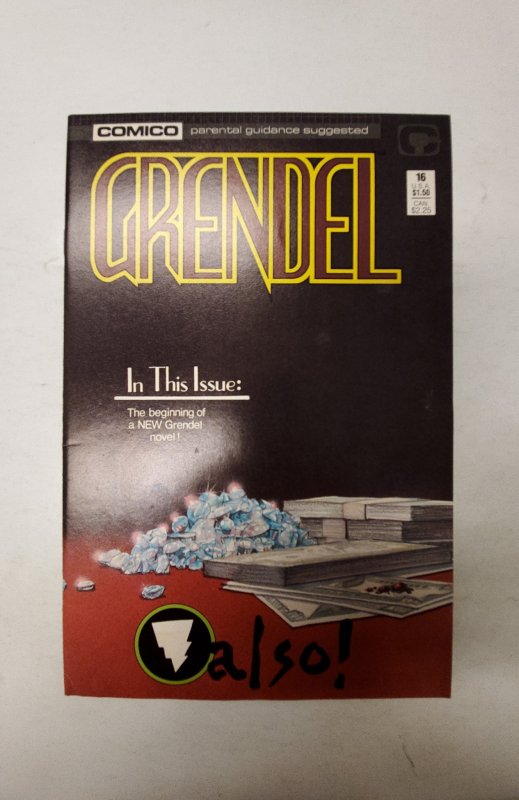 COMICO parental guidance suggested
GRENDEL
16
U.S.A.
$1.50
CAN.
$2.25
In This Issue:
The beginning of
a NEW Grendel
novel!
also!